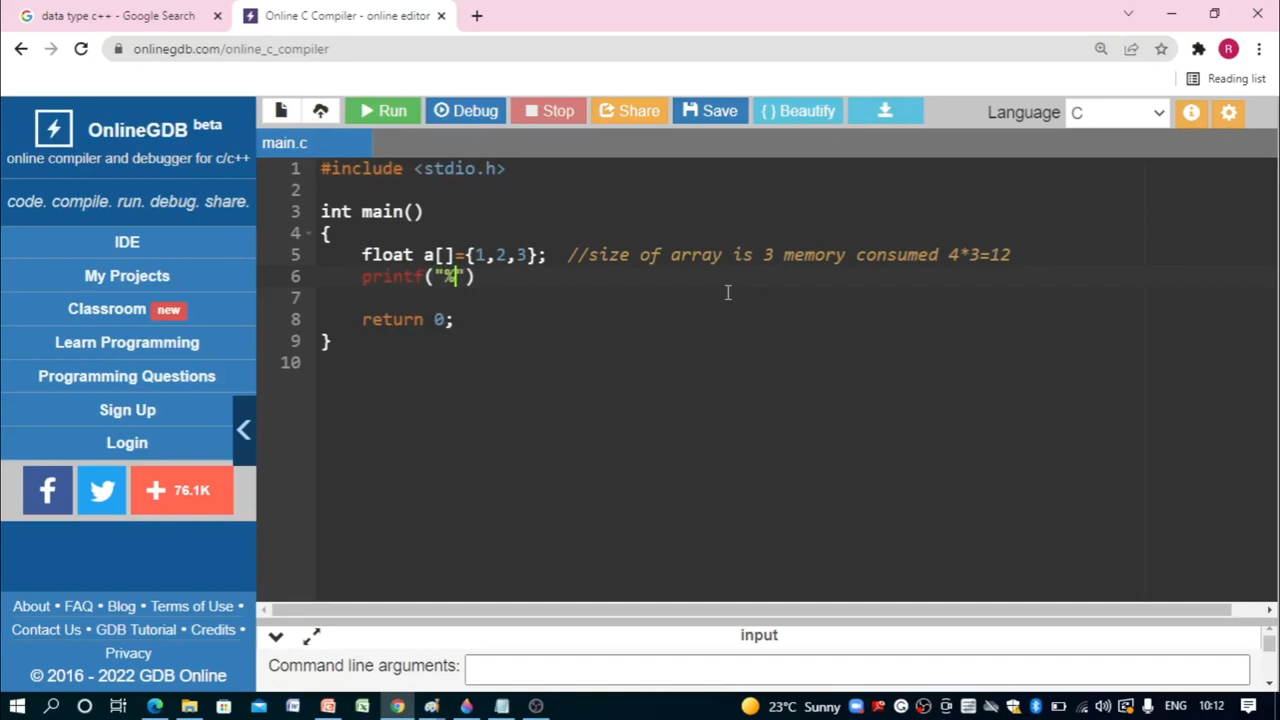 data type c++ - Google Search
Online C Compiler - online editor
onlinegdb.com/online_c_compiler
R
Reading list
OnlineGDB beta
online compiler and debugger for c/c++
code. compile. run. debug. share.
IDE
My Projects
Classroom new
Learn Programming
Programming Questions
Sign Up
Login
76.1K
About • FAQ • Blog • Terms of Use •
Contact Us • GDB Tutorial • Credits •
Privacy
© 2016 - 2022 GDB Online
Run
Debug
Stop
Share
Save
{ } Beautify
Language C
main.c
1 #include <stdio.h>
2
3 int main()
4 {
5 float a[]={1,2,3}; //size of array is 3 memory consumed 4*3=12
6 printf("%")
7
8 return 0;
9 }
10
input
Command line arguments:
23°C Sunny
ENG
10:12